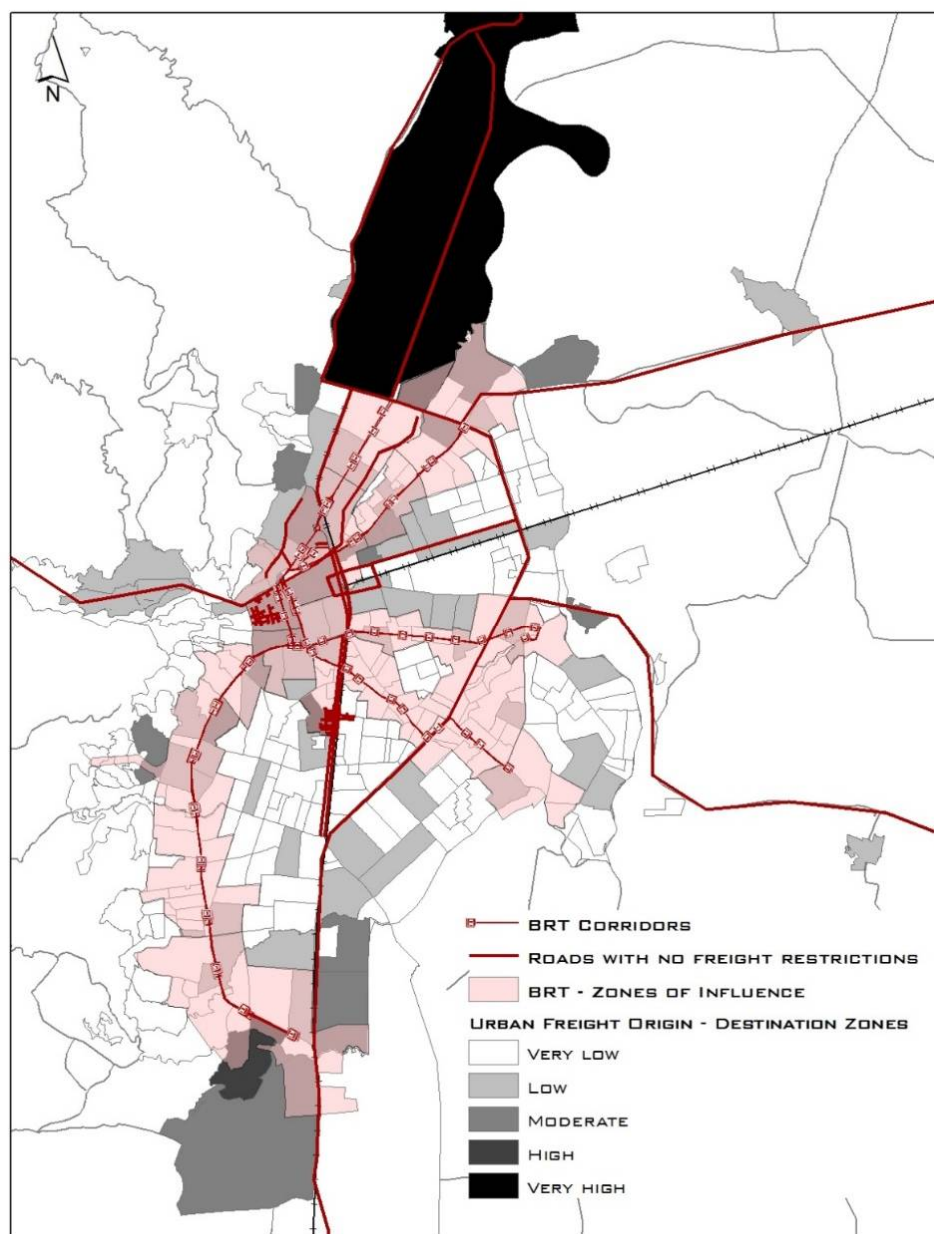 N
BRT Corridors
Roads with no freight restrictions
BRT - Zones of Influence
Urban Freight Origin - Destination Zones
Very low
Low
Moderate
High
Very high